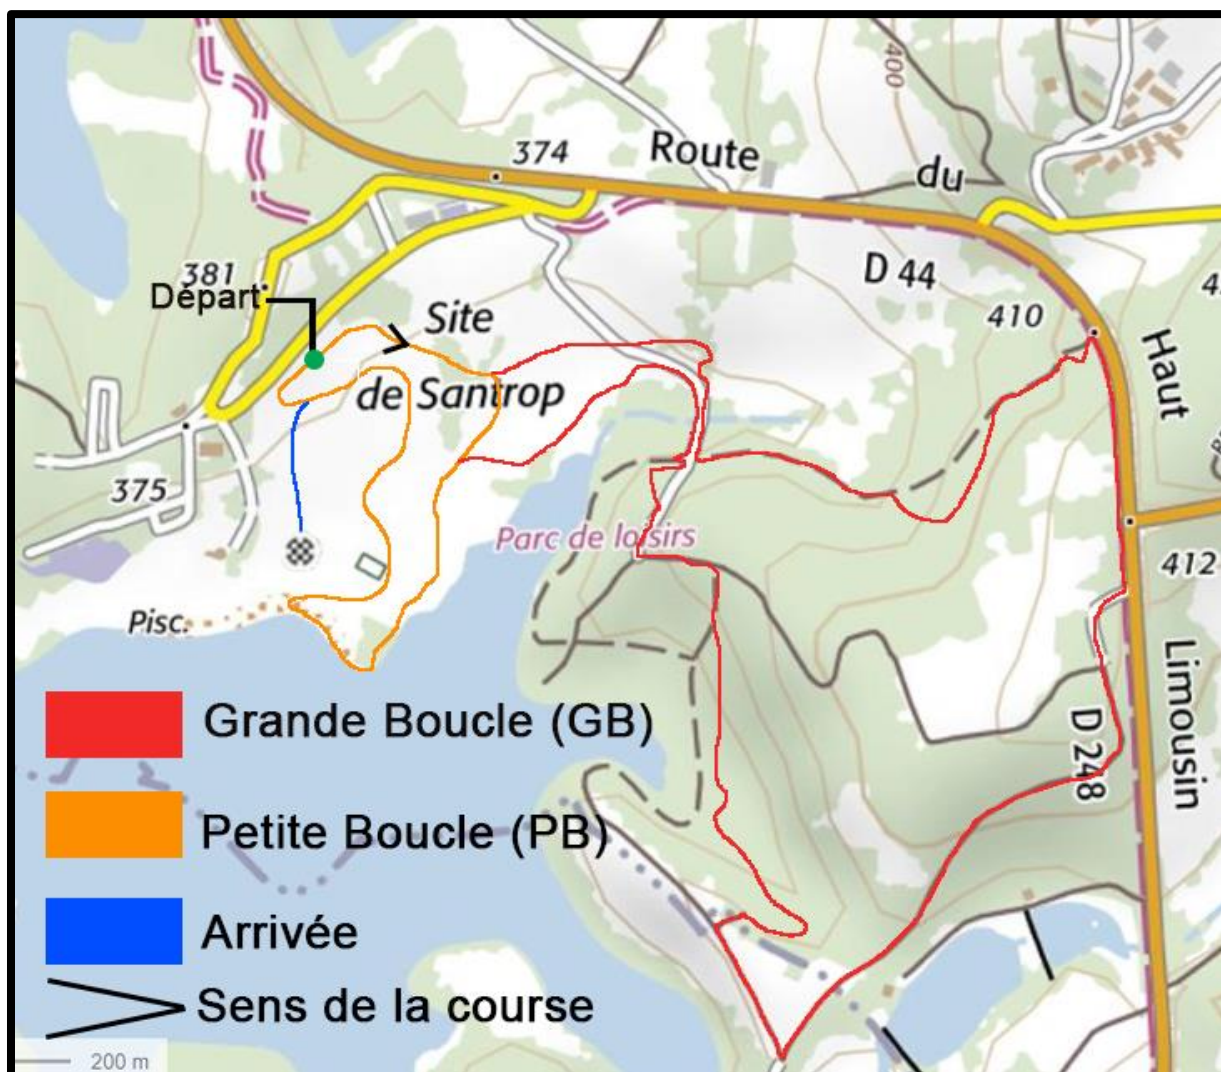 400
374
Route
du
381
D 44
4
Départ
Site
410
de Santrop
Haut
375
Parc de loisirs
412
Pisc.
Limousin
D 248
Grande Boucle (GB)
Petite Boucle (PB)
Arrivée
Sens de la course
200 m